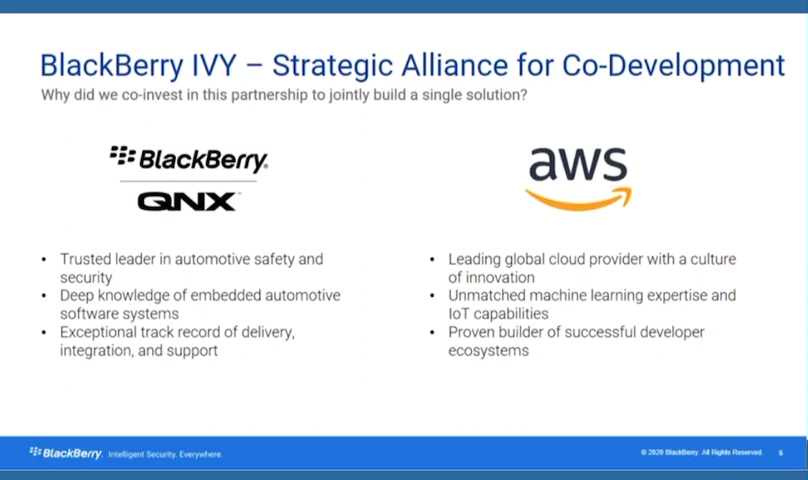 BlackBerry IVY – Strategic Alliance for Co-Development
Why did we co-invest in this partnership to jointly build a single solution?
BlackBerry®
QNX™
• Trusted leader in automotive safety and
security
• Deep knowledge of embedded automotive
software systems
• Exceptional track record of delivery,
integration, and support
aws
• Leading global cloud provider with a culture
of innovation
• Unmatched machine learning expertise and
IoT capabilities
• Proven builder of successful developer
ecosystems
BlackBerry. Intelligent Security. Everywhere.
© 2020 BlackBerry. All Rights Reserved. 5